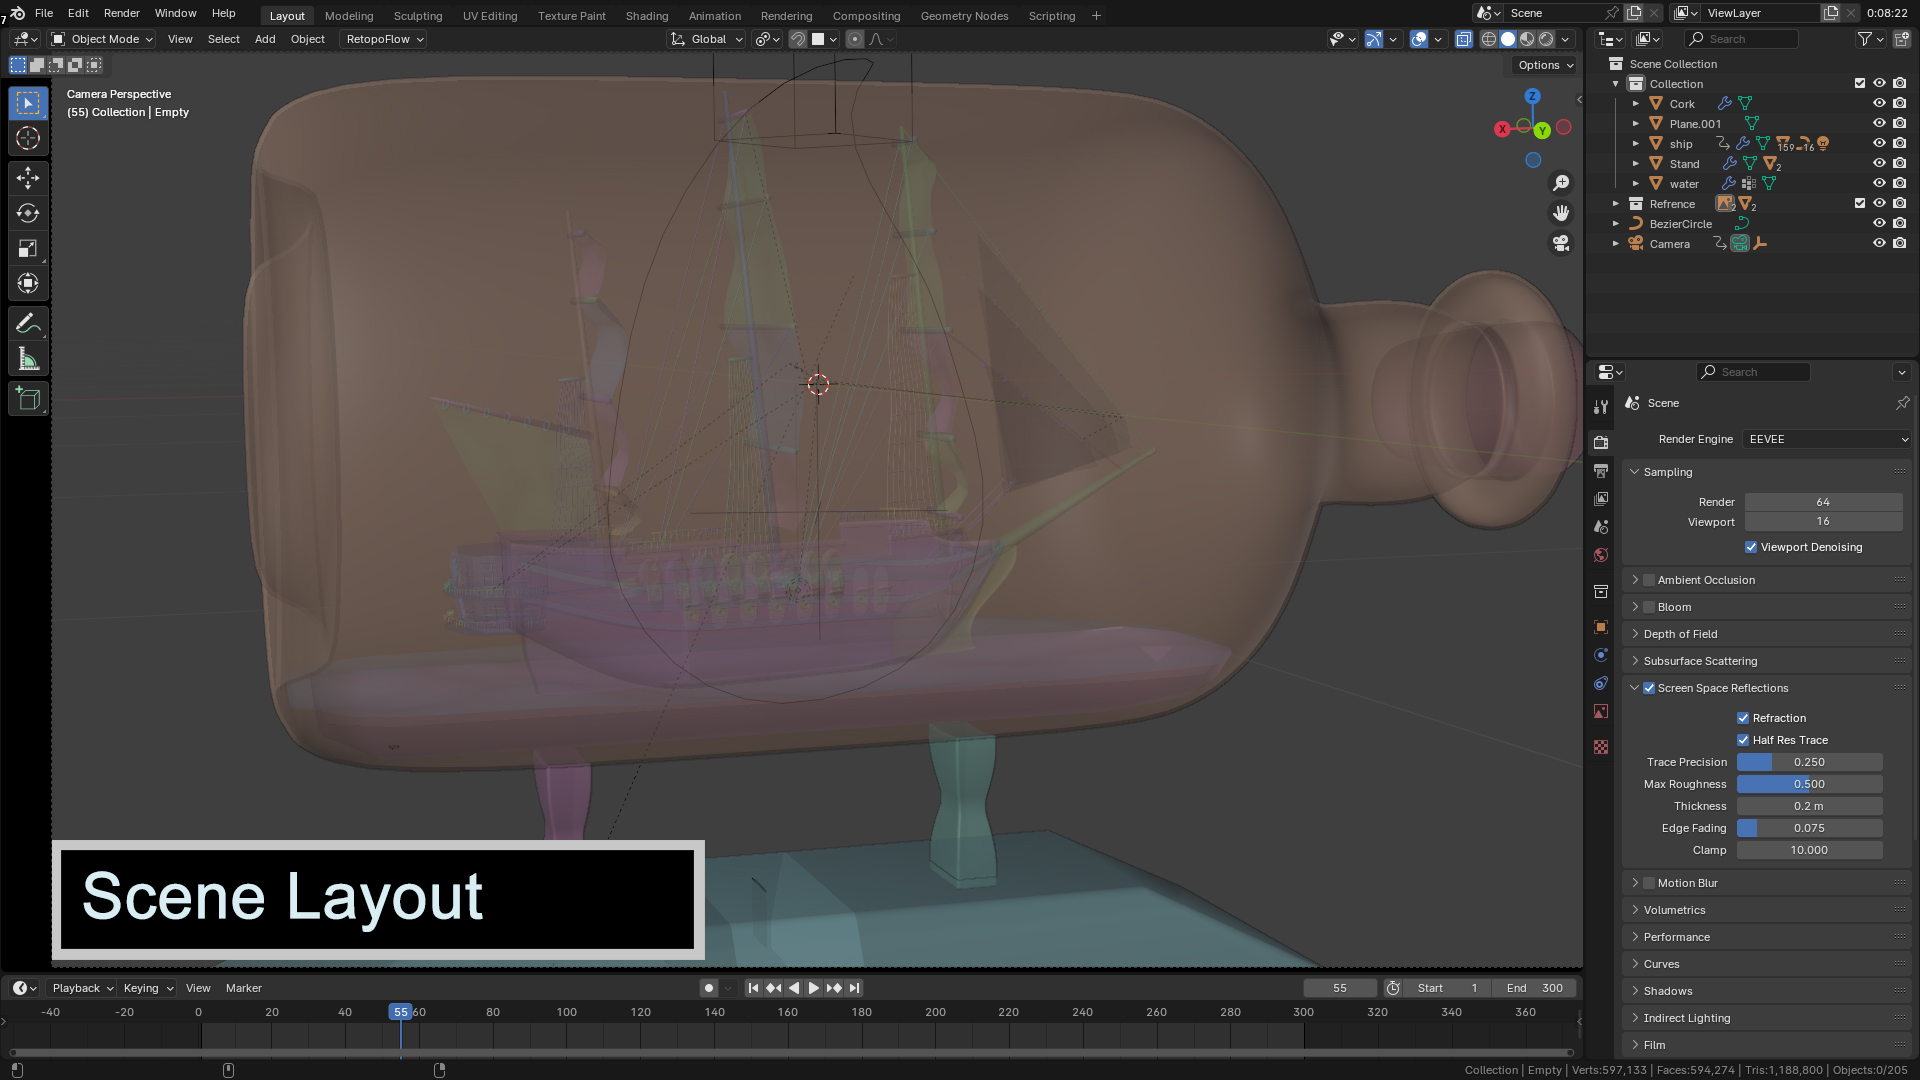 File Edit Render Window Help
Layout Modeling Sculpting UV Editing Texture Paint Shading Animation Rendering Compositing Geometry Nodes Scripting +
Scene
ViewLayer
0:08:22
Object Mode View Select Add Object RetopoFlow
Global
Search
Options
Camera Perspective
(55) Collection | Empty
Z
X
Y
Scene Collection
Collection
Cork
Plane.001
ship 159 16
Stand 2
water
Refrence 2 2
BezierCircle
Camera
Search
Scene
Render Engine EEVEE
Sampling
Render 64
Viewport 16
Viewport Denoising
Ambient Occlusion
Bloom
Depth of Field
Subsurface Scattering
Screen Space Reflections
Refraction
Half Res Trace
Trace Precision 0.250
Max Roughness 0.500
Thickness 0.2 m
Edge Fading 0.075
Clamp 10.000
Motion Blur
Volumetrics
Performance
Curves
Shadows
Indirect Lighting
Film
Scene Layout
Playback Keying View Marker
55
Start 1 End 300
-40 -20 0 20 40 55 60 80 100 120 140 160 180 200 220 240 260 280 300 320 340 360
Collection | Empty | Verts:597,133 | Faces:594,274 | Tris:1,188,800 | Objects:0/205